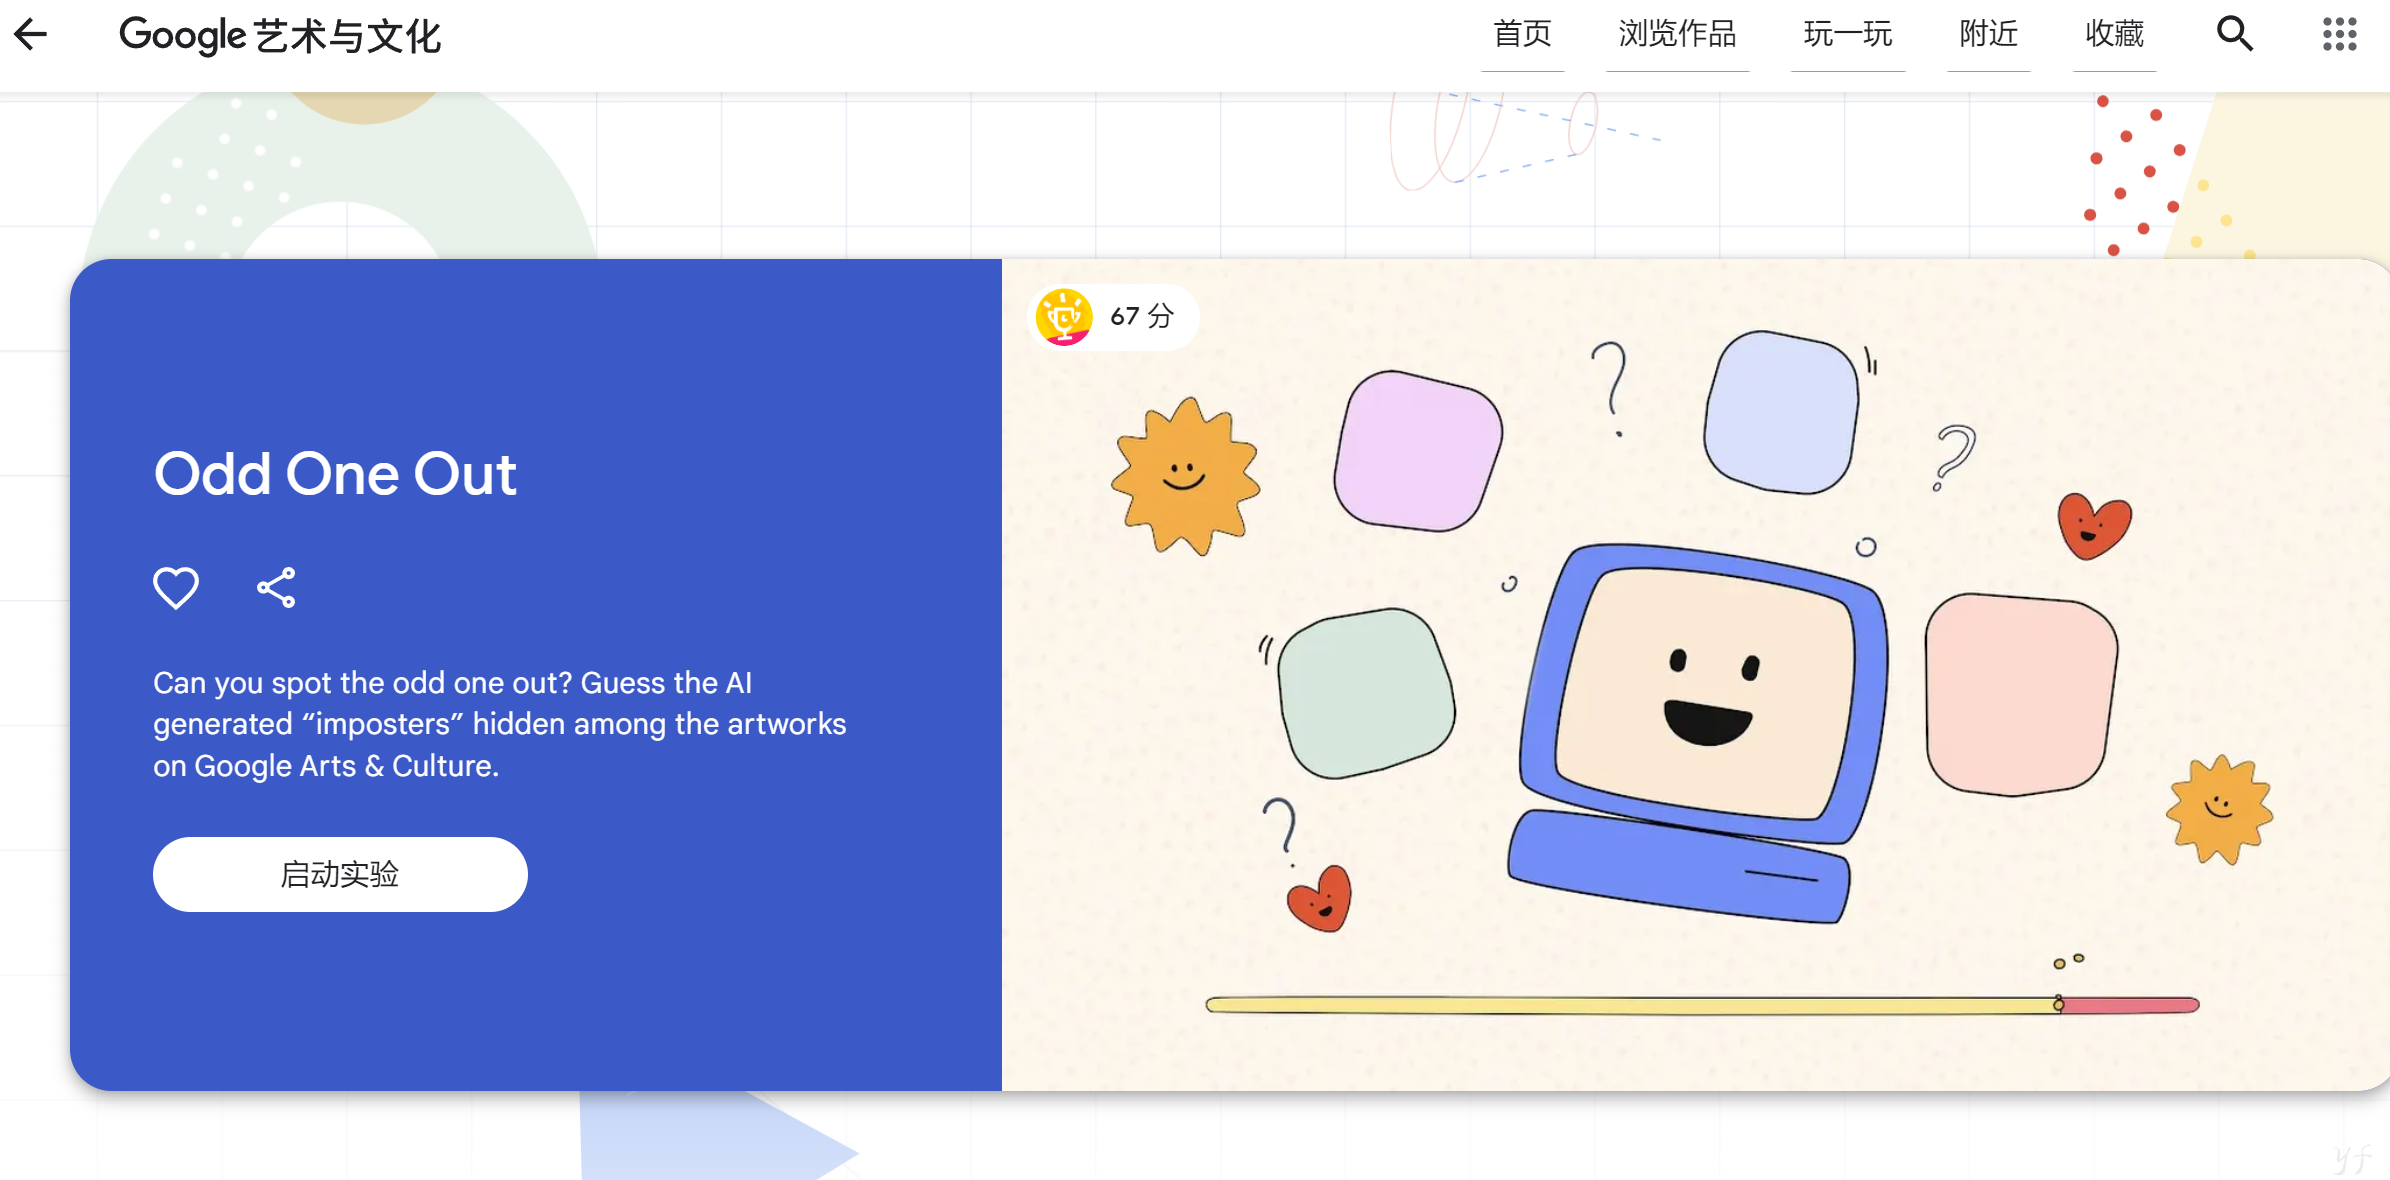 Google 艺术与文化
首页
浏览作品
玩一玩
附近
收藏
67 分
Odd One Out
Can you spot the odd one out? Guess the AI
generated “imposters” hidden among the artworks
on Google Arts & Culture.
启动实验
yf